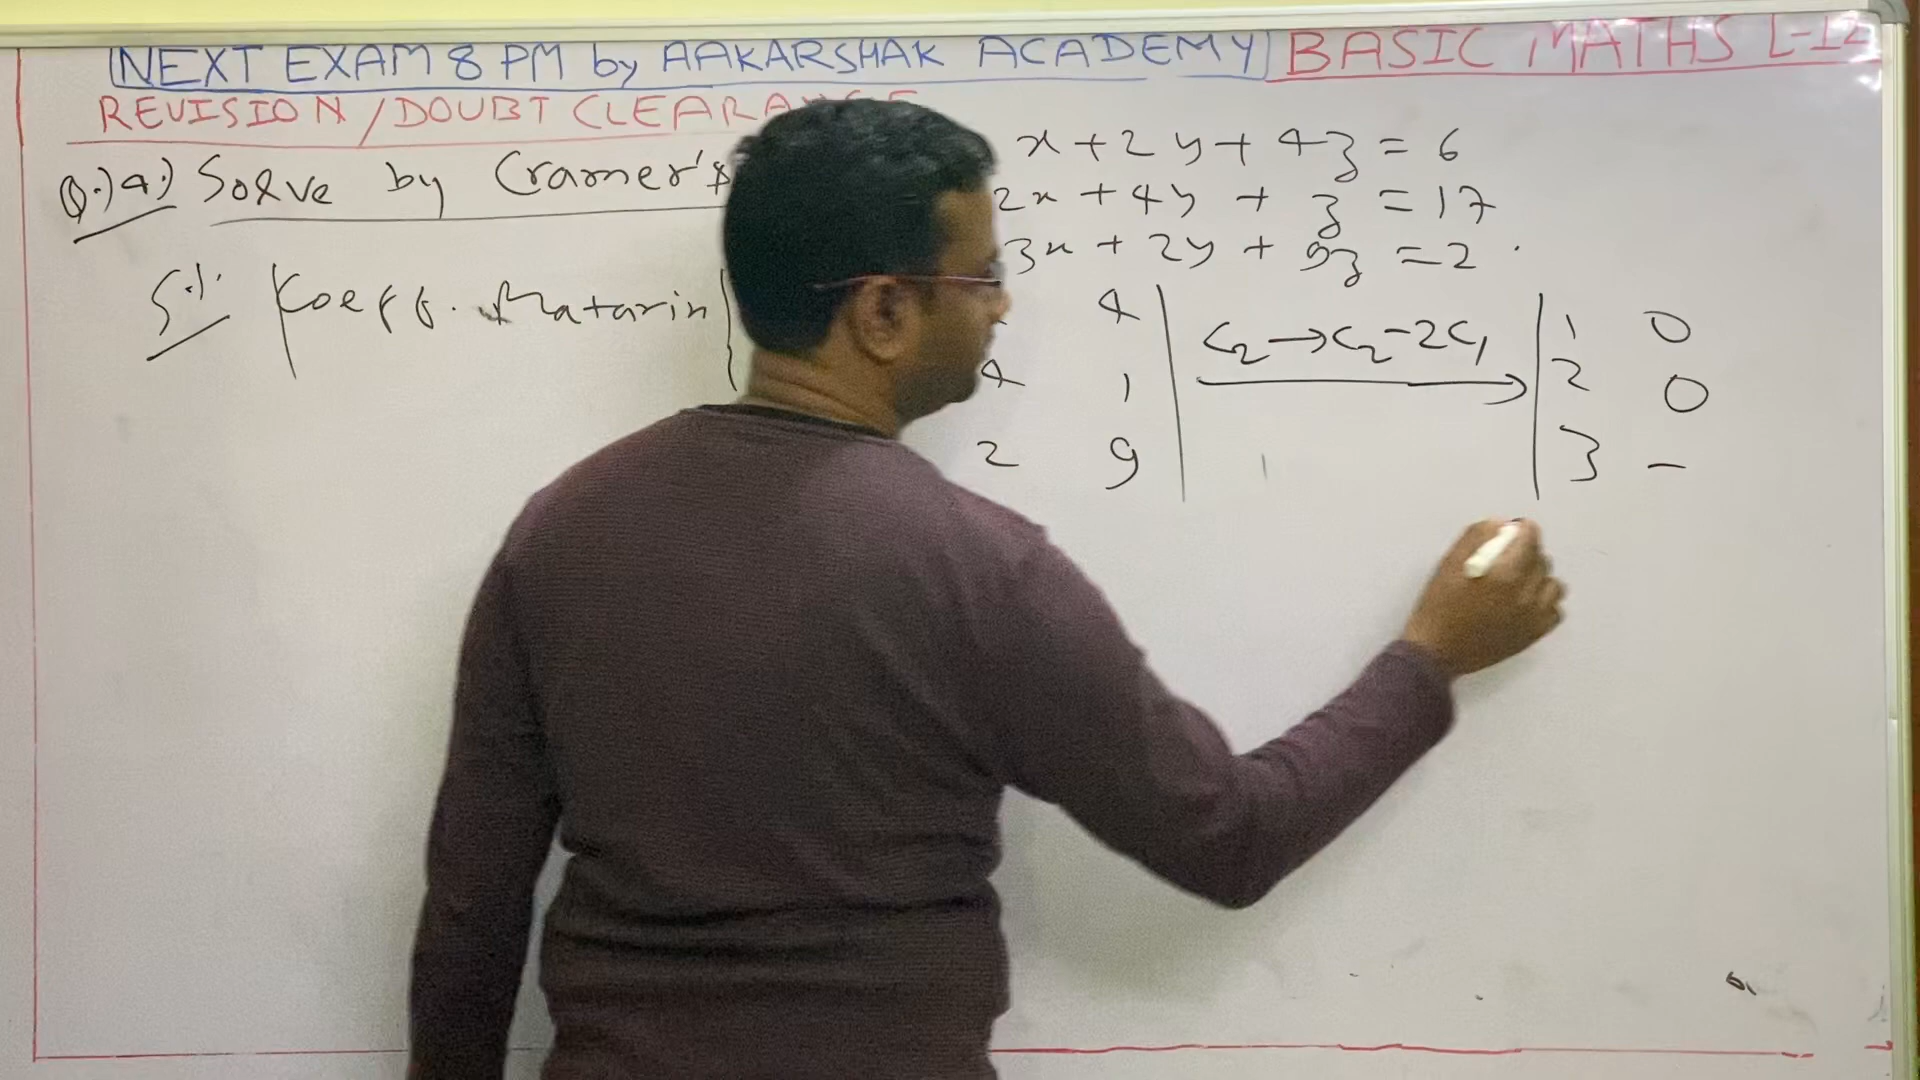 NEXT EXAM 8 PM by AAKARSHAK ACADEMY BASIC MATHS L-12
REVISION / DOUBT CLEARANCE
Q.) 4.) Solve by Cramer's
x + 2y + 4z = 6
2x + 4y + z = 17
3x + 2y + 9z = 2
Sol. |Coeff. Matarix|
4
4 1
2 9
C2 → C2 - 2C1
1 0
2 0
3 -